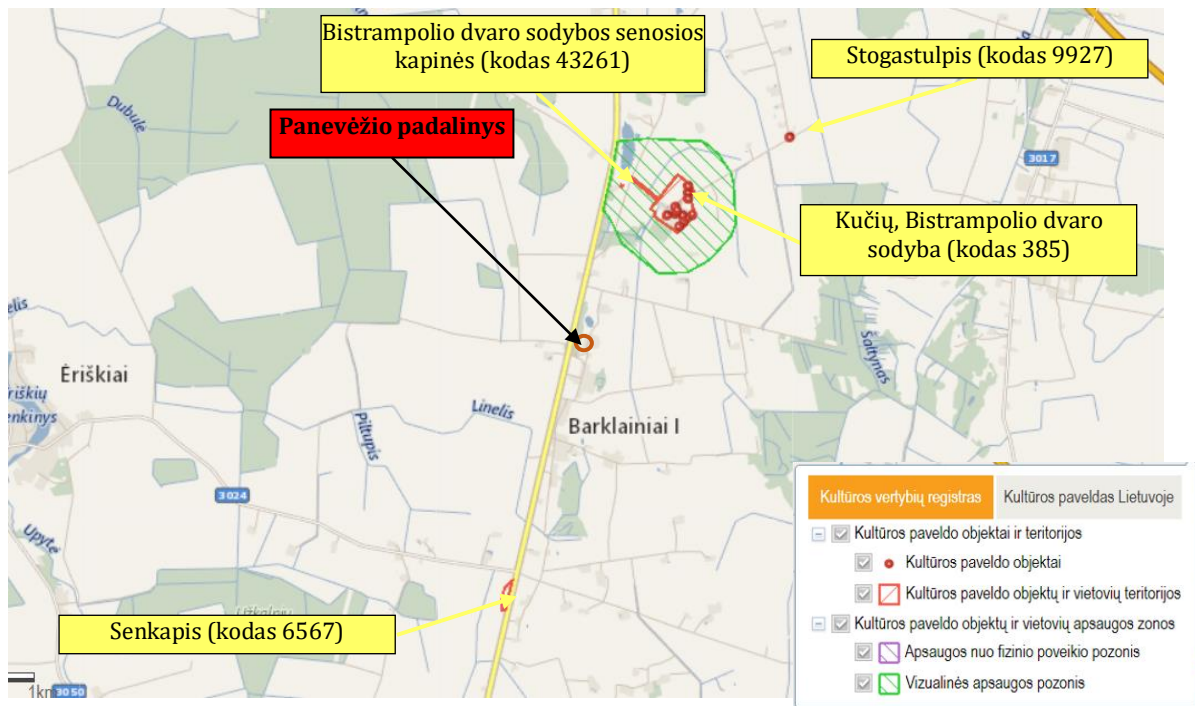 Bistrampolio dvaro sodybos senosios
kapinės (kodas 43261)
Stogastulpis (kodas 9927)
Dubulė
Panevėžio padalinys
3017
Kučių, Bistrampolio dvaro
sodyba (kodas 385)
elis
Šaltynas
Ėriškiai
riškių
enkinys
Linelis
Piltupis
Barklainiai I
Kultūros vertybių registras
Kultūros paveldas Lietuvoje
3024
Kultūros paveldo objektai ir teritorijos
Upytė
Kultūros paveldo objektai
Kultūros paveldo objektų ir vietovių teritorijos
Senkapis (kodas 6567)
Kultūros paveldo objektų ir vietovių apsaugos zonos
Apsaugos nuo fizinio poveikio pozonis
Vizualinės apsaugos pozonis
1km
3050